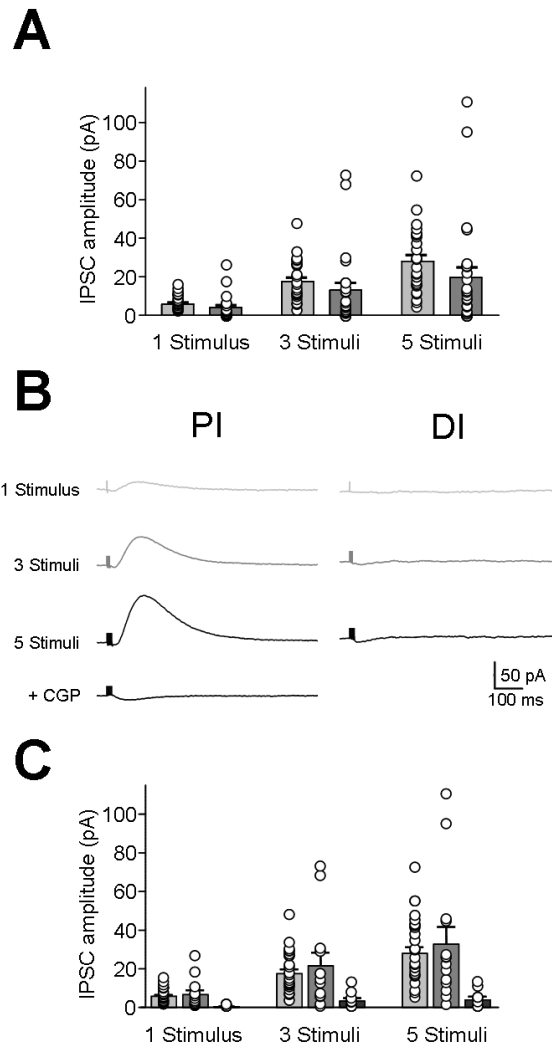 A
IPSC amplitude (pA)
100
80
60
40
20
0
1 Stimulus 3 Stimuli 5 Stimuli
B
PI DI
1 Stimulus
3 Stimuli
5 Stimuli
50 pA
+ CGP
100 ms
C
IPSC amplitude (pA)
100
80
60
40
20
0
1 Stimulus 3 Stimuli 5 Stimuli